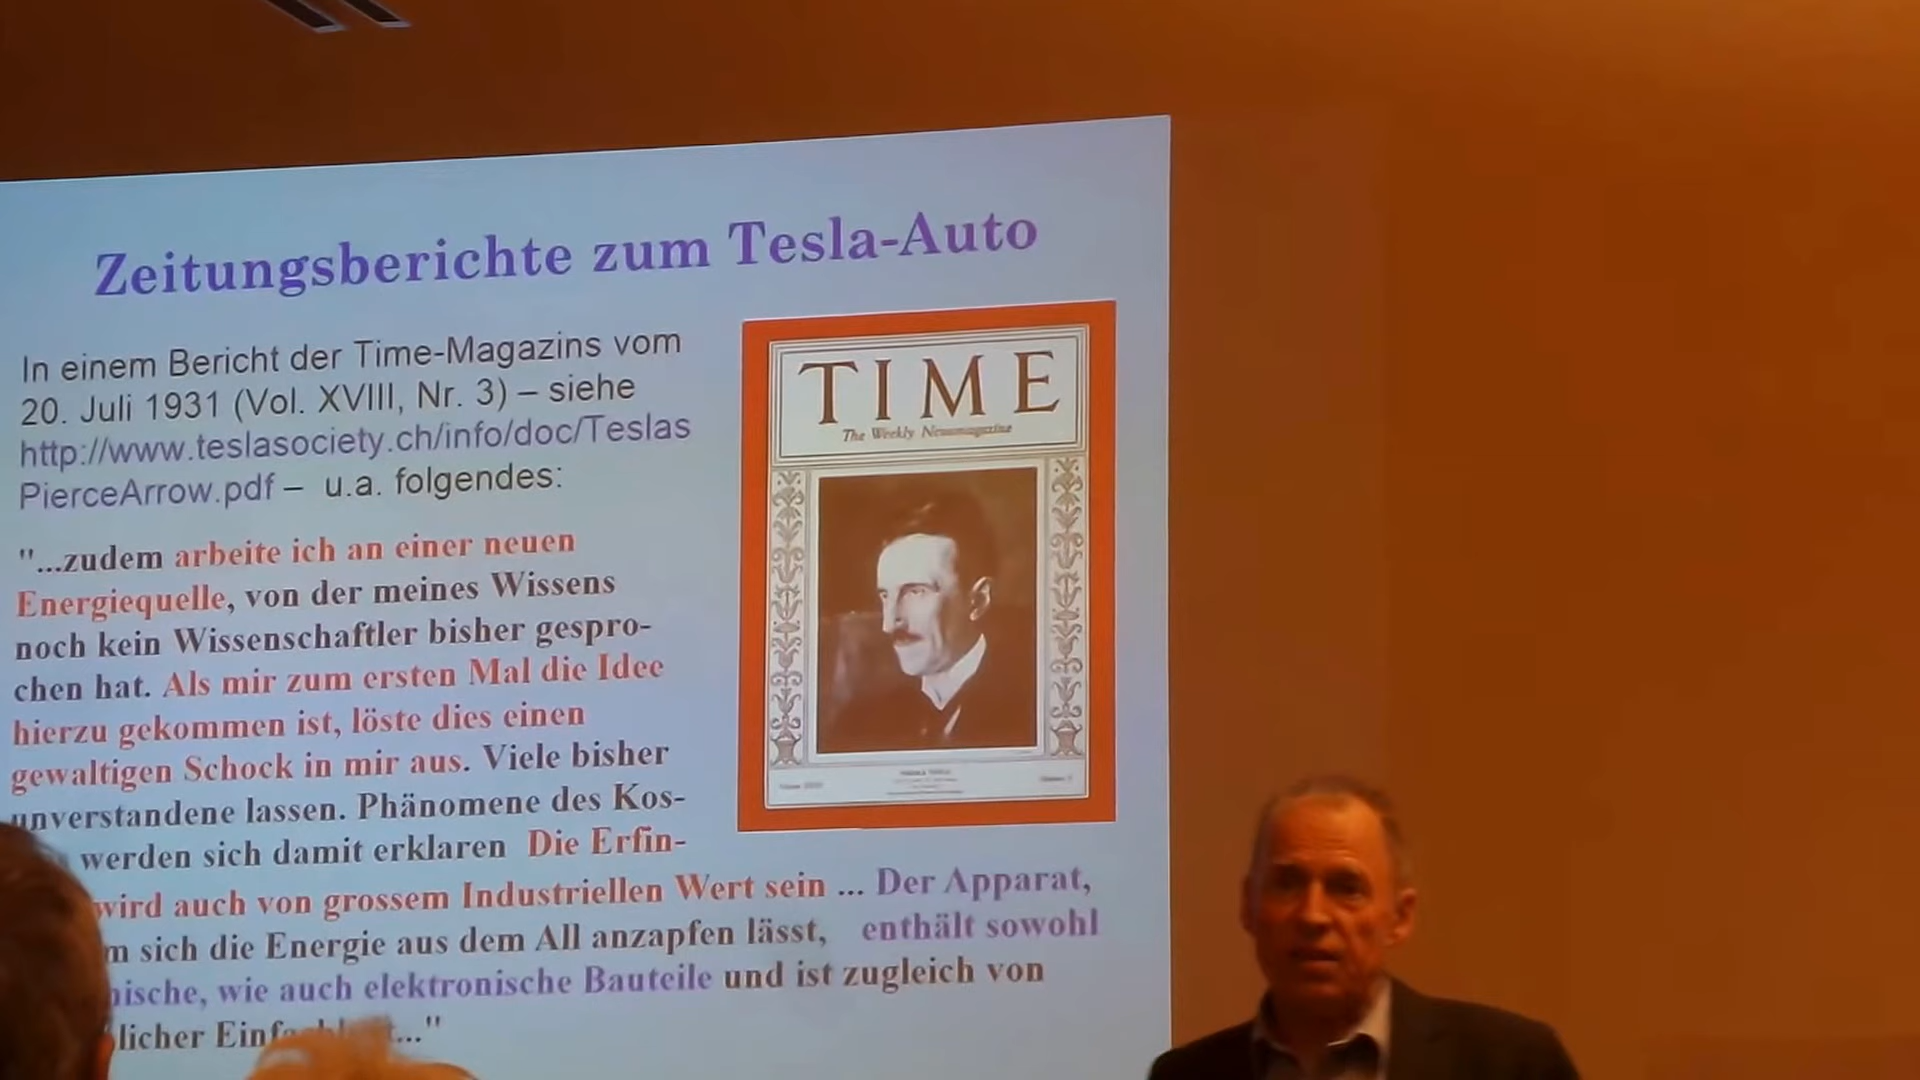 Zeitungsberichte zum Tesla-Auto
In einem Bericht der Time-Magazins vom
20. Juli 1931 (Vol. XVIII, Nr. 3) – siehe
http://www.teslasociety.ch/info/doc/Teslas
PierceArrow.pdf – u.a. folgendes:
"...zudem arbeite ich an einer neuen
Energiequelle, von der meines Wissens
noch kein Wissenschaftler bisher gespro-
chen hat. Als mir zum ersten Mal die Idee
hierzu gekommen ist, löste dies einen
gewaltigen Schock in mir aus. Viele bisher
unverstandene lassen. Phänomene des Kos-
werden sich damit erklaren Die Erfin-
wird auch von grossem Industriellen Wert sein ... Der Apparat,
m sich die Energie aus dem All anzapfen lässt, enthält sowohl
nische, wie auch elektronische Bauteile und ist zugleich von
licher ..."
TIME
The Weekly Newsmagazine